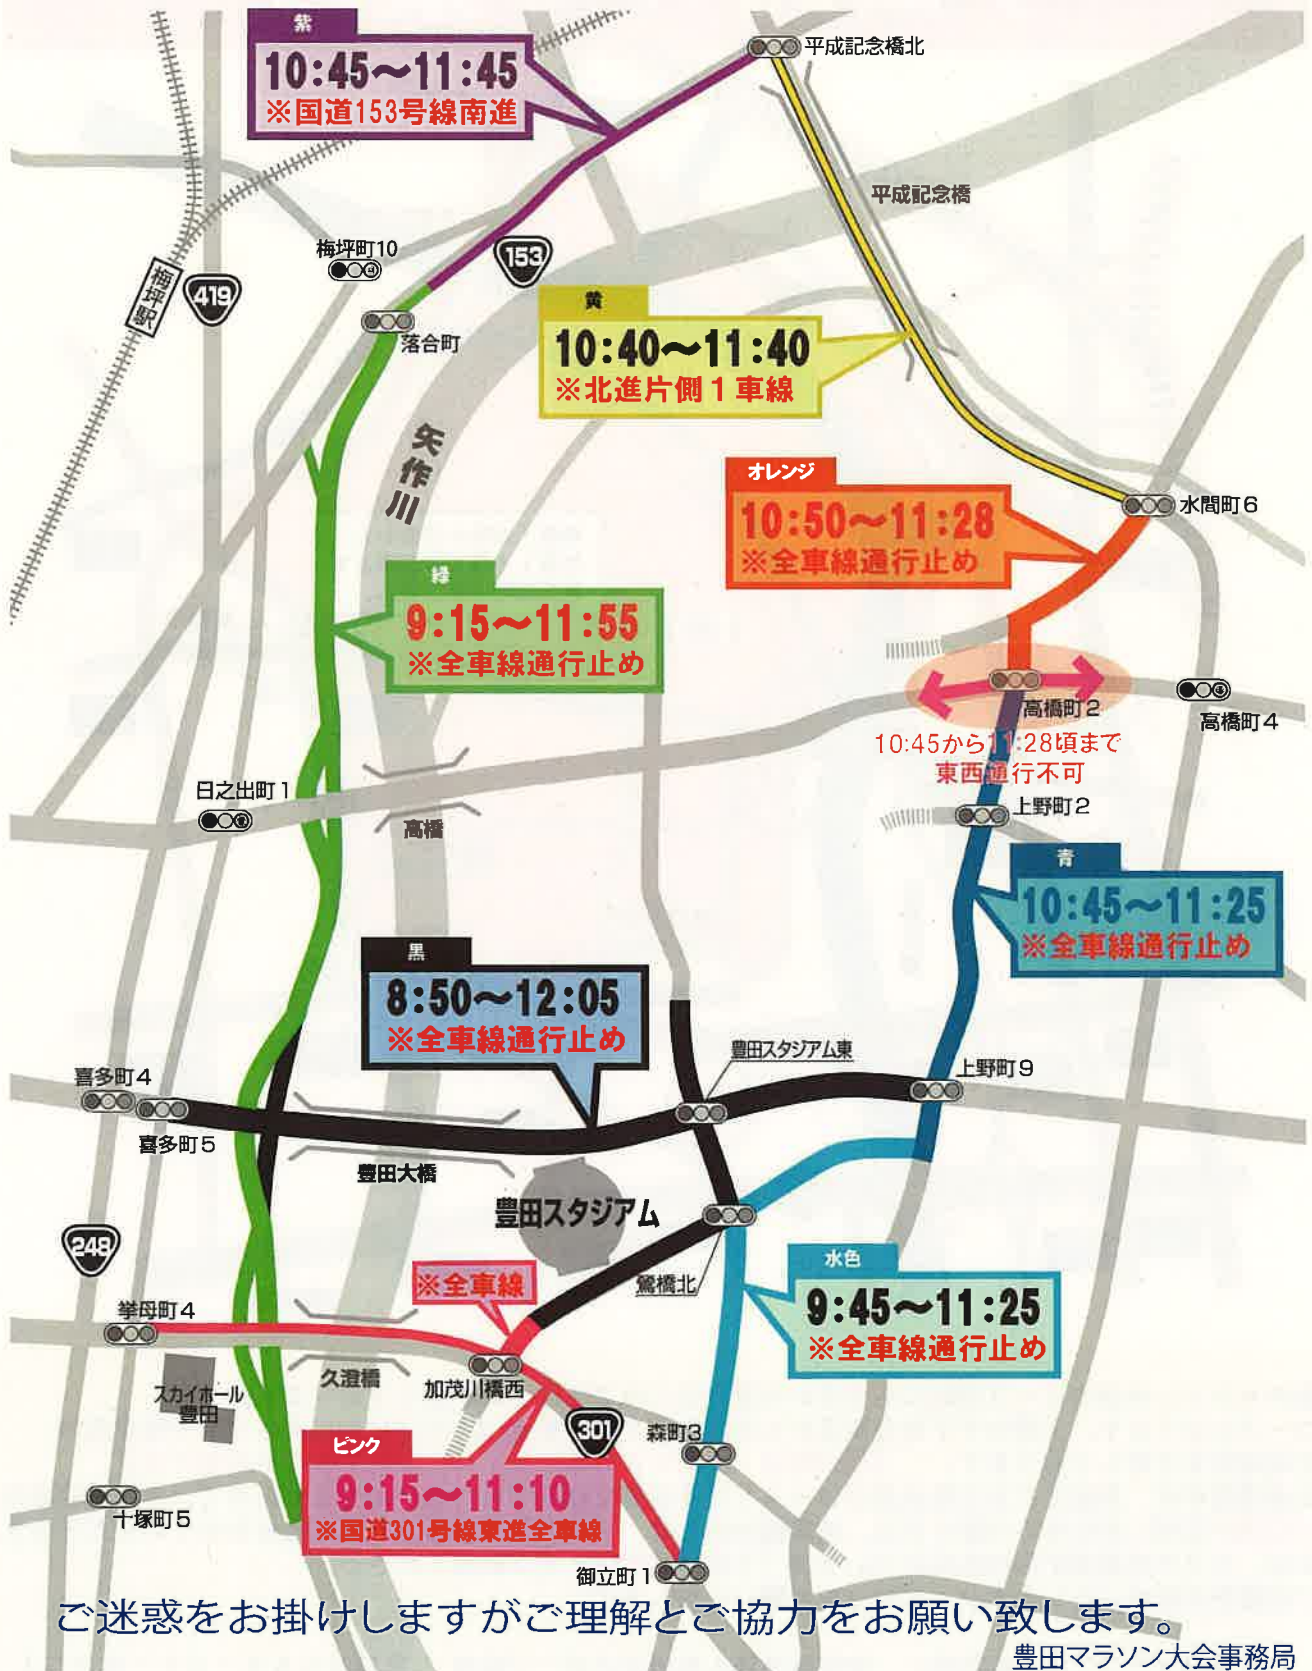 紫
10:45～11:45
※国道153号線南進
平成記念橋北
平成記念橋
梅坪町10
153
梅坪駅
419
落合町
黄
10:40～11:40
※北進片側1車線
矢作川
オレンジ
10:50～11:28
※全車線通行止め
水間町6
緑
9:15～11:55
※全車線通行止め
高橋町2
高橋町4
10:45から11:28頃まで
東西通行不可
日之出町1
高橋
上野町2
青
10:45～11:25
※全車線通行止め
黒
8:50～12:05
※全車線通行止め
豊田スタジアム東
上野町9
喜多町4
喜多町5
豊田大橋
豊田スタジアム
248
水色
9:45～11:25
※全車線通行止め
※全車線
鴛橋北
挙母町4
久澄橋
加茂川橋西
スカイホール
豊田
301
森町3
ピンク
9:15～11:10
※国道301号線東進全車線
十塚町5
御立町1
ご迷惑をお掛けしますがご理解とご協力をお願い致します。
豊田マラソン大会事務局